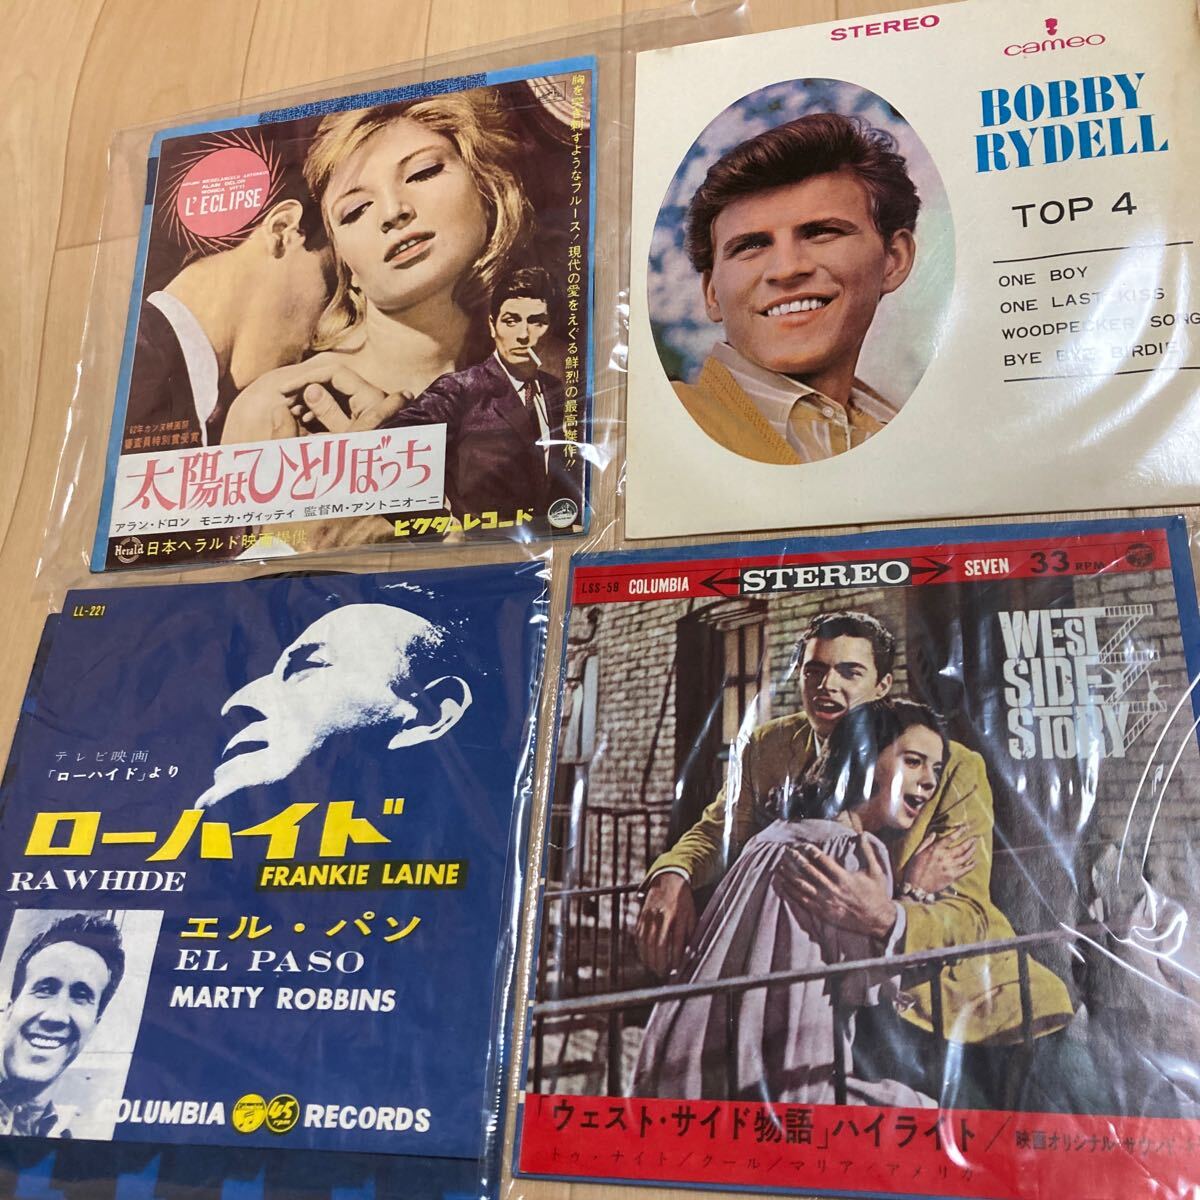 MICHELANGELO ANTONIONI
ALAIN DELON
MONICA VITTI
L'ECLIPSE
胸を突き刺すようなブルース!現代の愛をえぐる鮮烈の最高傑作!!
'62年カンヌ映画祭
審査員特別賞受賞
太陽はひとりぼっち
アラン・ドロン モニカ・ヴィッティ 監督M・アントニオーニ
Herald 日本ヘラルド映画提供
ビクターレコード
STEREO
cameo
BOBBY
RYDELL
TOP 4
ONE BOY
ONE LAST KISS
WOODPECKER SONG
BYE BYE BIRDIE
LL-221
テレビ映画
「ローハイド」より
ローハイド
RAWHIDE
FRANKIE LAINE
エル・パソ
EL PASO
MARTY ROBBINS
COLUMBIA 45 rpm RECORDS
LSS-59 COLUMBIA STEREO SEVEN 33 RPM
WEST
SIDE
STORY
「ウェスト・サイド物語」ハイライト/映画オリジナル・サウンド
トゥ・ナイト/クール/マリア/アメリカ